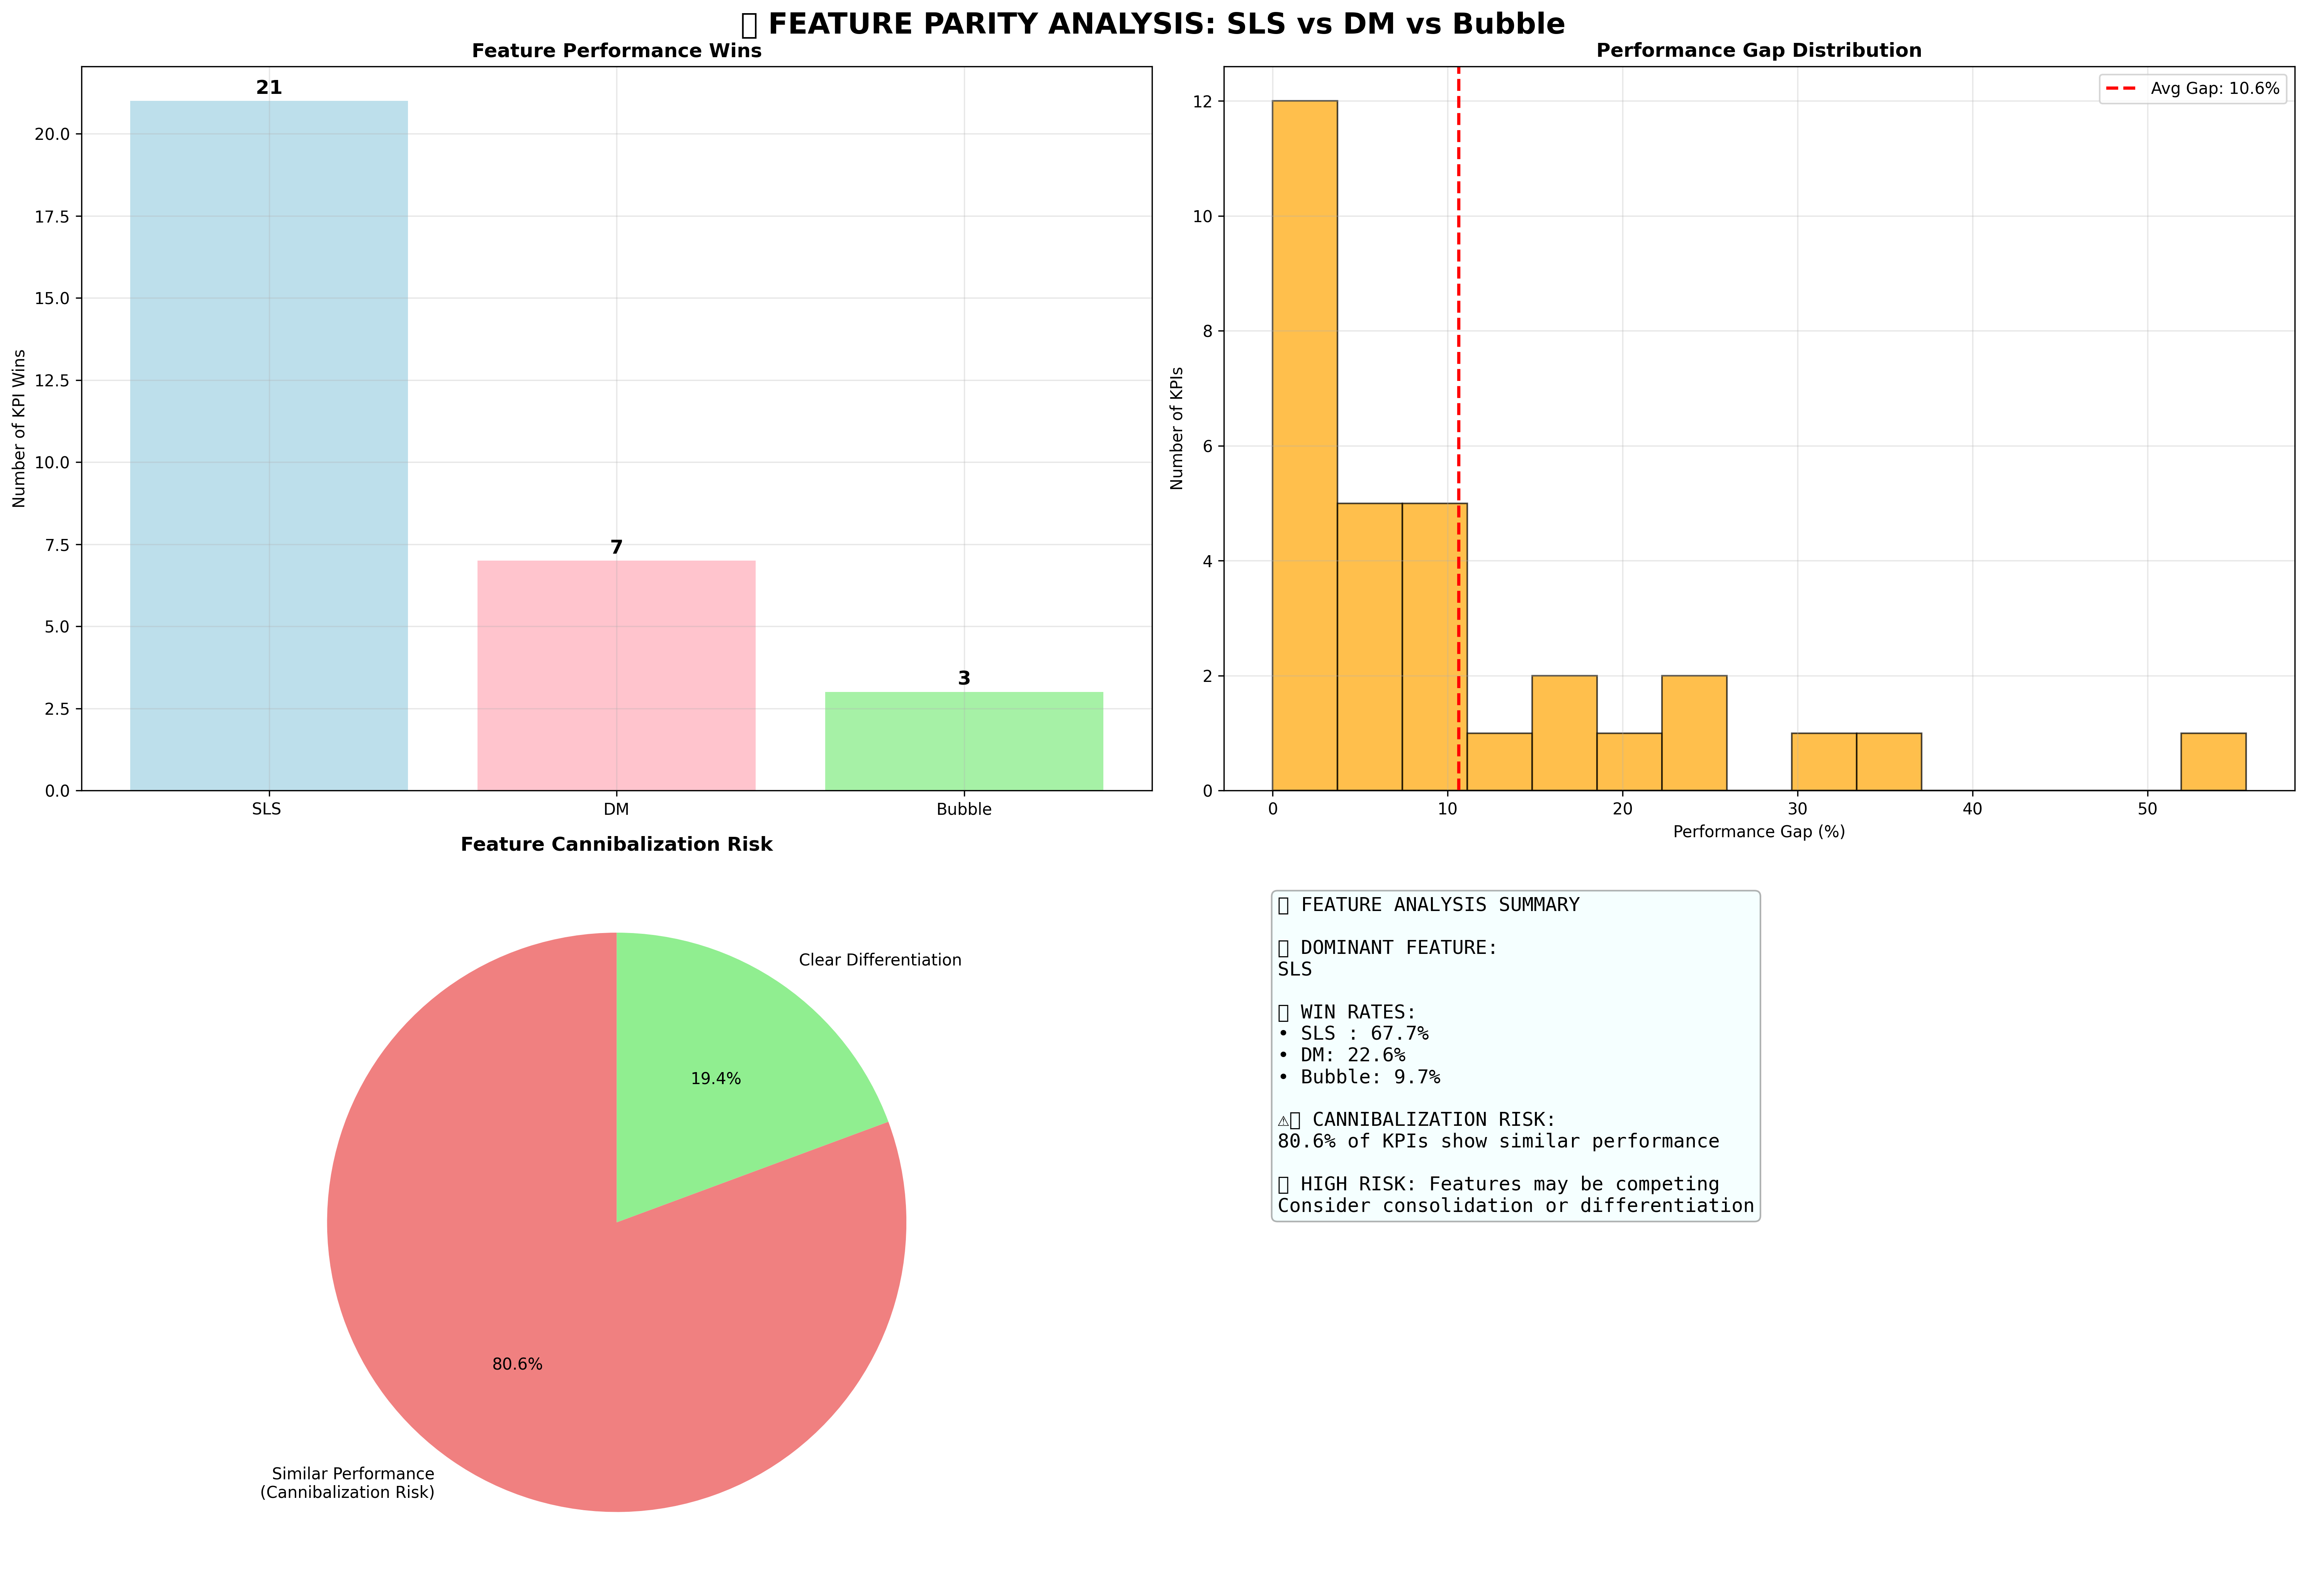 FEATURE PARITY ANALYSIS: SLS vs DM vs Bubble
Feature Performance Wins
Number of KPI Wins
20.0
17.5
15.0
12.5
10.0
7.5
5.0
2.5
0.0
21
7
3
SLS
DM
Bubble
Performance Gap Distribution
Avg Gap: 10.6%
Number of KPIs
12
10
8
6
4
2
0
0
10
20
30
40
50
Performance Gap (%)
Feature Cannibalization Risk
Clear Differentiation
19.4%
80.6%
Similar Performance
(Cannibalization Risk)
FEATURE ANALYSIS SUMMARY
DOMINANT FEATURE:
SLS
WIN RATES:
• SLS : 67.7%
• DM: 22.6%
• Bubble: 9.7%
⚠ CANNIBALIZATION RISK:
80.6% of KPIs show similar performance
HIGH RISK: Features may be competing
Consider consolidation or differentiation